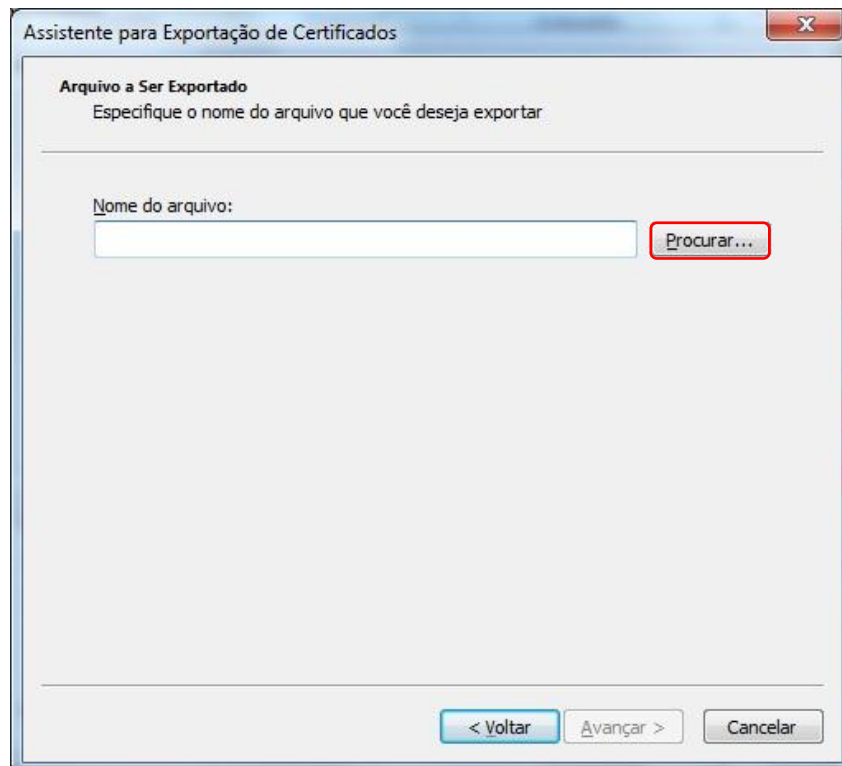 Assistente para Exportação de Certificados
Arquivo a Ser Exportado
Especifique o nome do arquivo que você deseja exportar
Nome do arquivo:
Procurar...
< Voltar
Avançar >
Cancelar